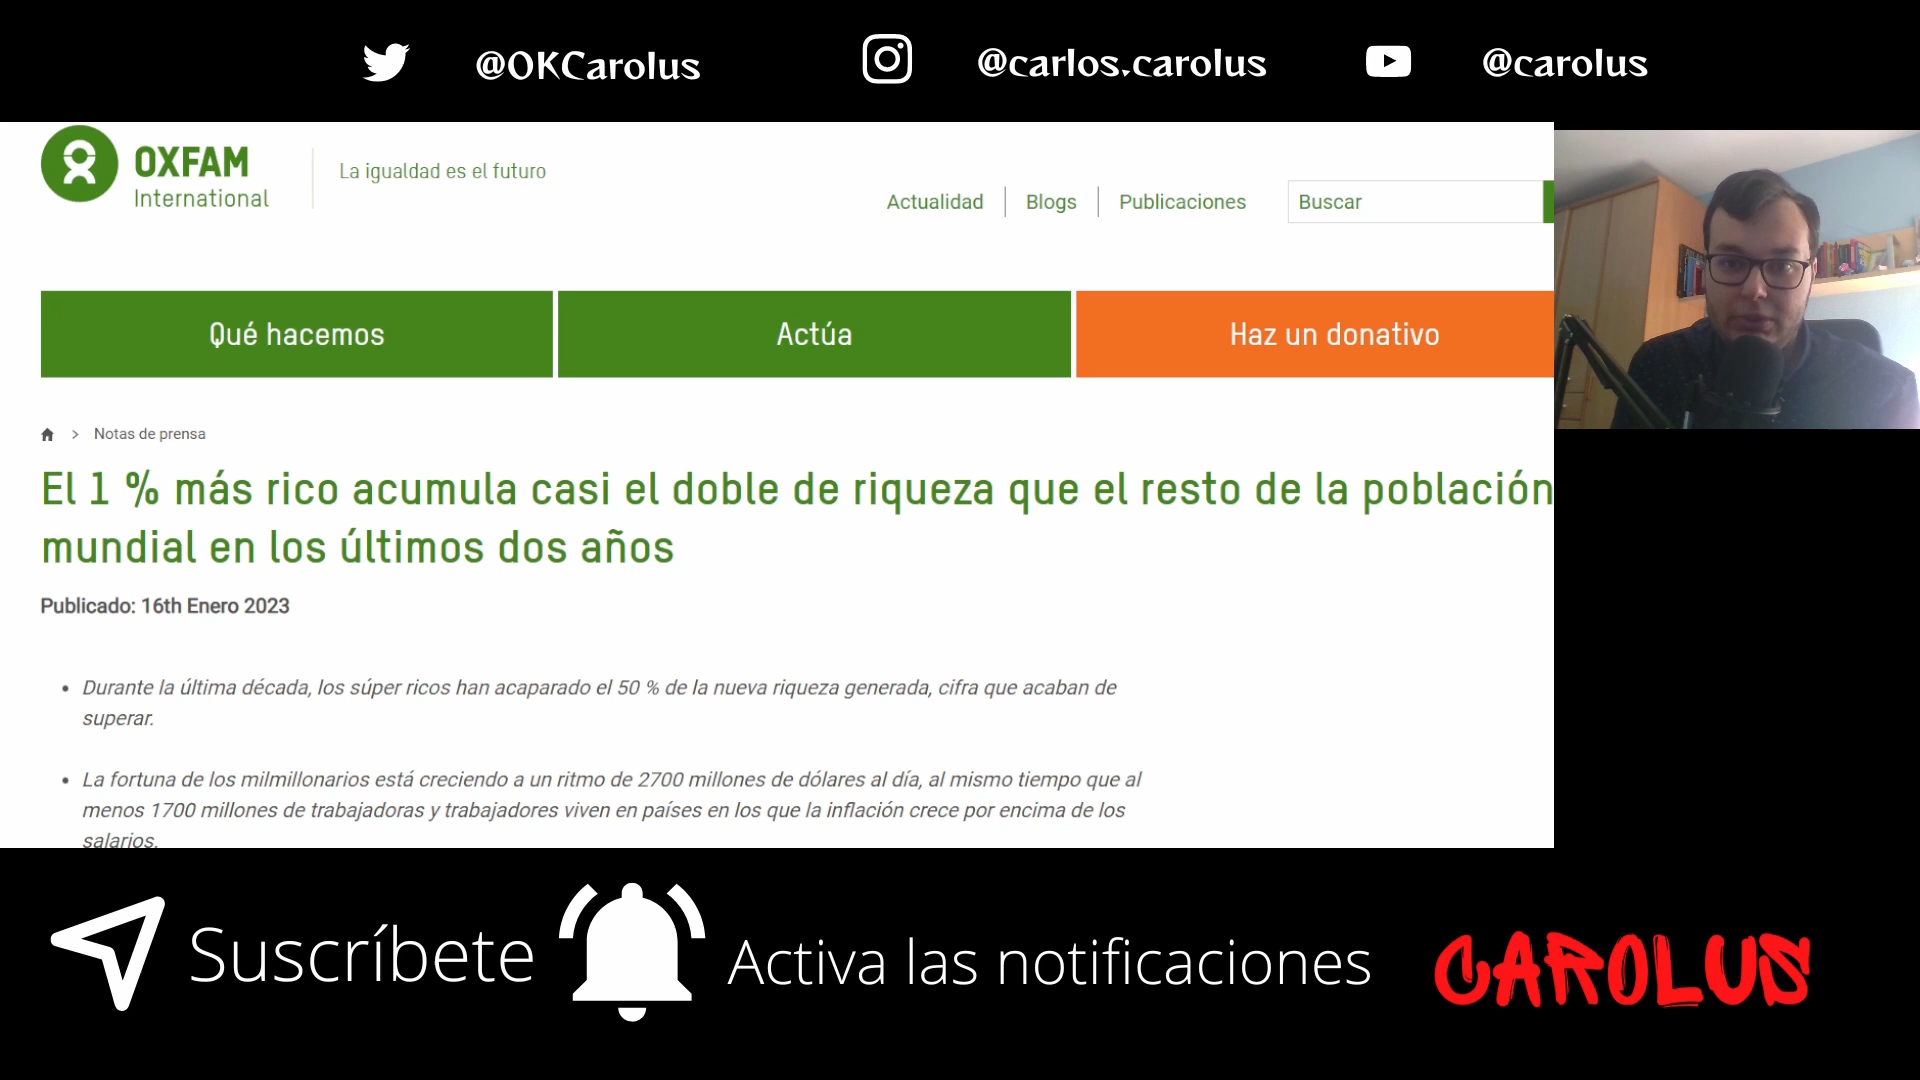 @OKCarolus
@carlos.carolus
@carolus
OXFAM
International
La igualdad es el futuro
Actualidad
Blogs
Publicaciones
Buscar
Qué hacemos
Actúa
Haz un donativo
> Notas de prensa
El 1 % más rico acumula casi el doble de riqueza que el resto de la población
mundial en los últimos dos años
Publicado: 16th Enero 2023
• Durante la última década, los súper ricos han acaparado el 50 % de la nueva riqueza generada, cifra que acaban de
superar.
• La fortuna de los milmillonarios está creciendo a un ritmo de 2700 millones de dólares al día, al mismo tiempo que al
menos 1700 millones de trabajadoras y trabajadores viven en países en los que la inflación crece por encima de los
salarios.
Suscríbete
Activa las notificaciones
CAROLUS